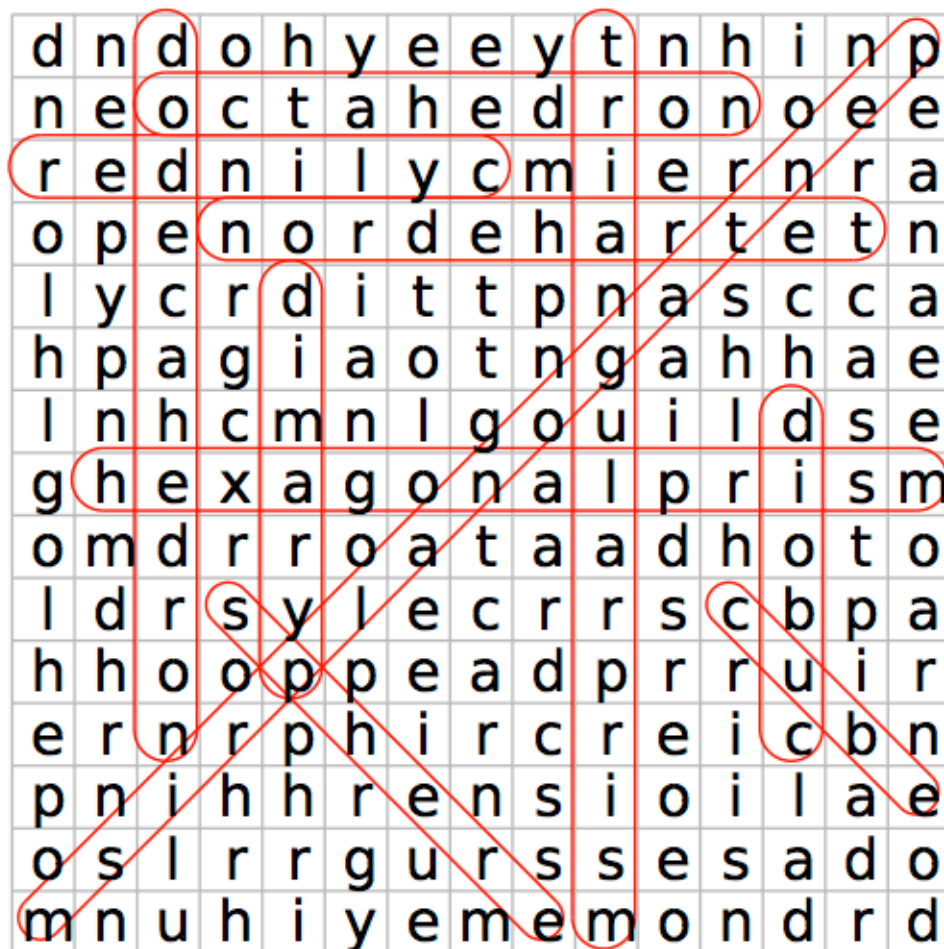 d n d o h y e e y t n h i n p
n e o c t a h e d r o n o e e
r e d n i l y c m i e r n r a
o p e n o r d e h a r t e t n
l y c r d i t t p n a s c c a
h p a g i a o t n g a h h a e
l n h c m n l g o u i l d s e
g h e x a g o n a l p r i s m
o m d r r o a t a a d h o t o
l d r s y l e c r r s c b p a
h h o o p p e a d p r r u i r
e r n r p h i r c r e i c b n
p n i h h r e n s i o i l a e
o s l r r g u r s s e s a d o
m n u h i y e m e m o n d r d